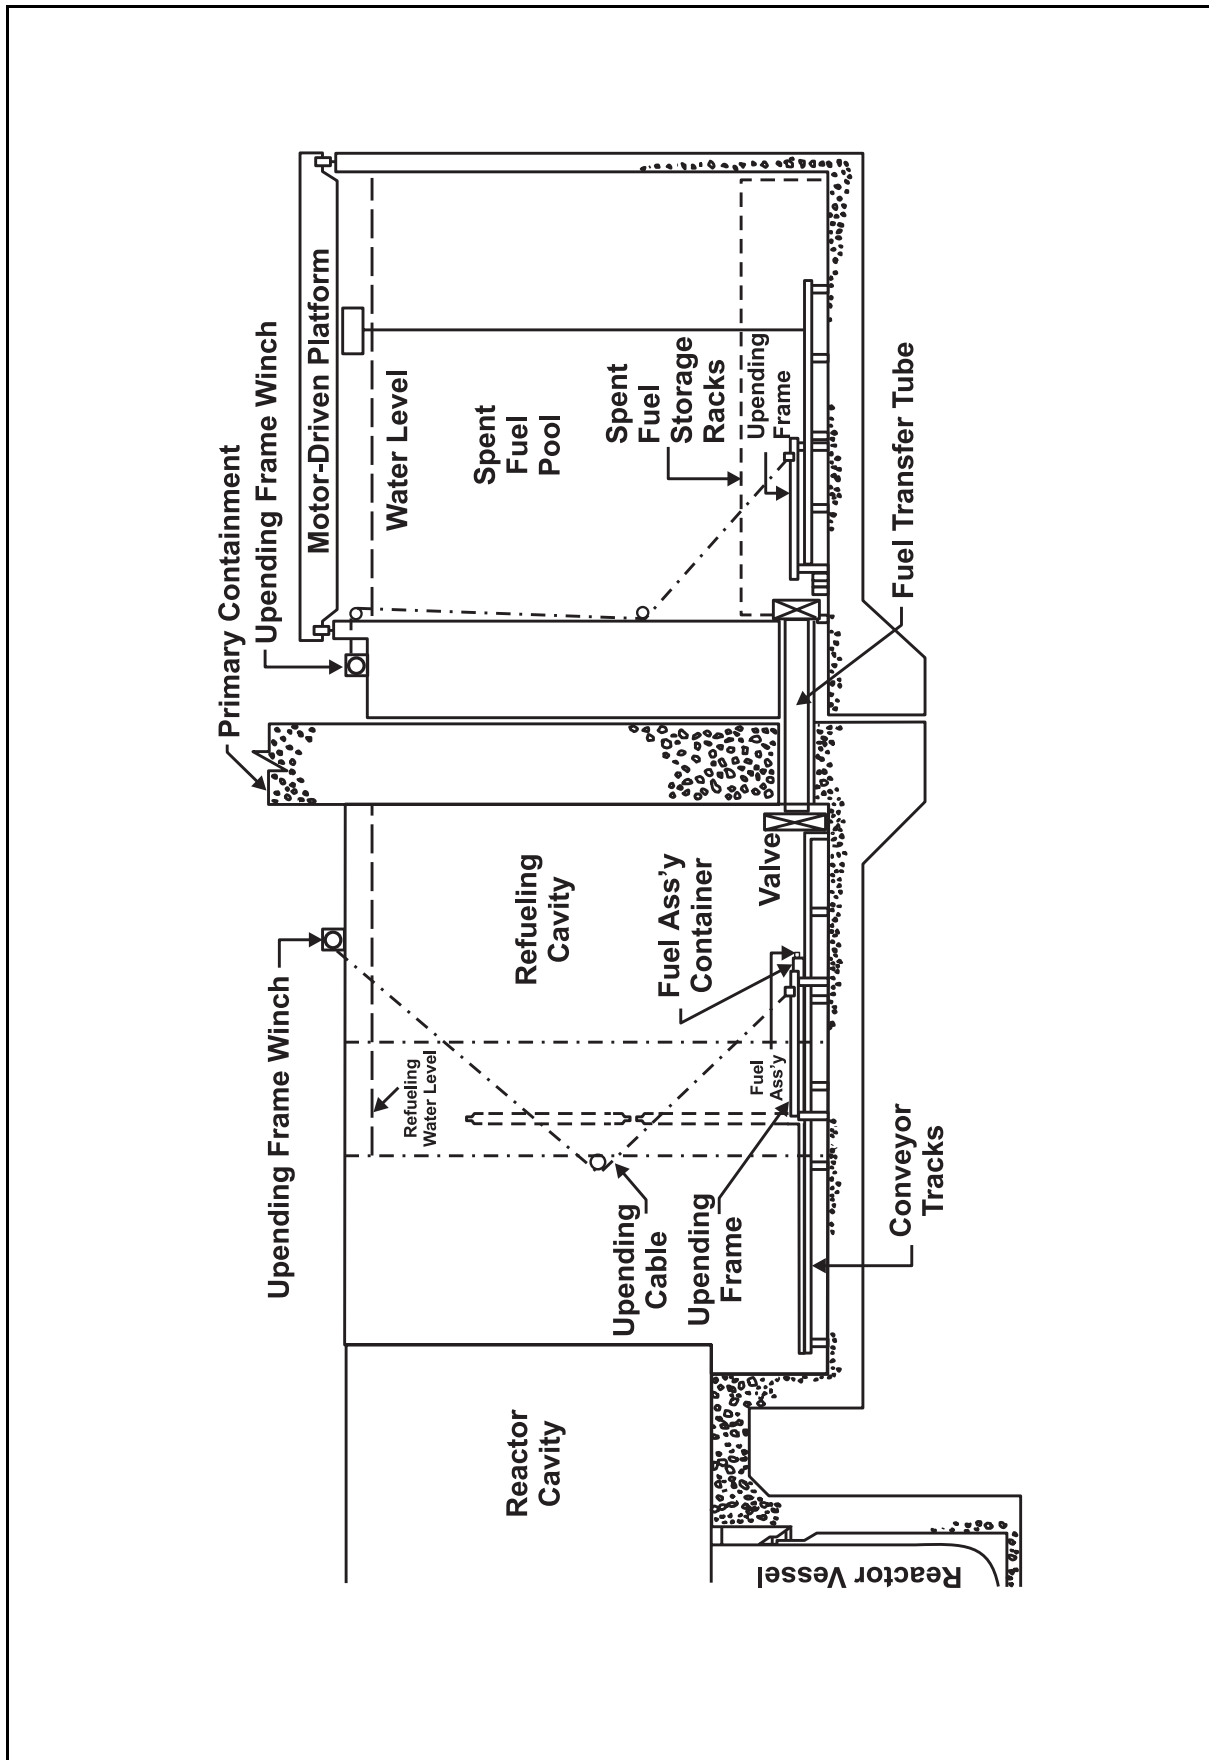 Primary Containment
Upending Frame Winch
Motor-Driven Platform
Water Level
Spent
Fuel
Pool
Spent
Fuel
Storage
Racks
Upending
Frame
Fuel Transfer Tube
Upending Frame Winch
Refueling
Cavity
Refueling
Water Level
Fuel Ass'y
Container
Valve
Fuel
Ass'y
Upending
Cable
Upending
Frame
Conveyor
Tracks
Reactor
Cavity
Reactor Vessel